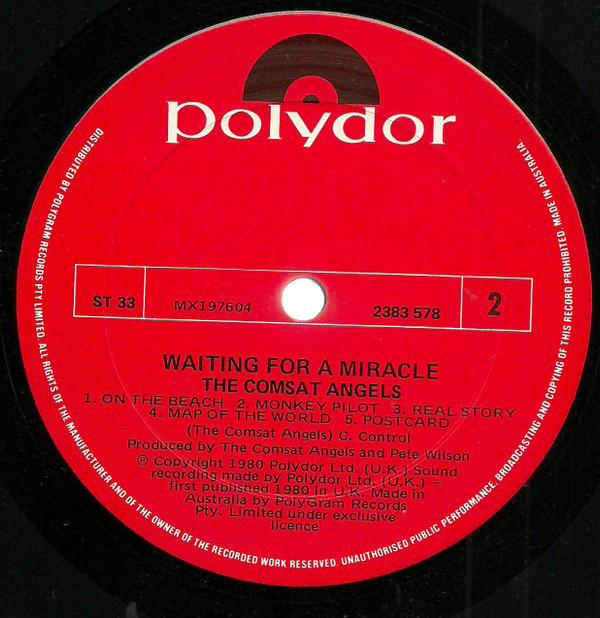 polydor
ST 33
MX197604
2383 578
2
WAITING FOR A MIRACLE
THE COMSAT ANGELS
1. ON THE BEACH 2. MONKEY PILOT 3. REAL STORY
4. MAP OF THE WORLD 5. POSTCARD
(The Comsat Angels) C. Control
Produced by The Comsat Angels and Pete Wilson
℗ Copyright 1980 Polydor Ltd. (U.K.) Sound
recording made by Polydor Ltd. (U.K.) —
first published 1980 in U.K. Made in
Australia by PolyGram Records
Pty. Limited under exclusive
licence
DISTRIBUTED BY POLYGRAM RECORDS PTY LIMITED. ALL RIGHTS OF THE MANUFACTURER AND OF THE OWNER OF THE RECORDED WORK RESERVED. UNAUTHORISED PUBLIC PERFORMANCE, BROADCASTING AND COPYING OF THIS RECORD PROHIBITED. MADE IN AUSTRALIA.